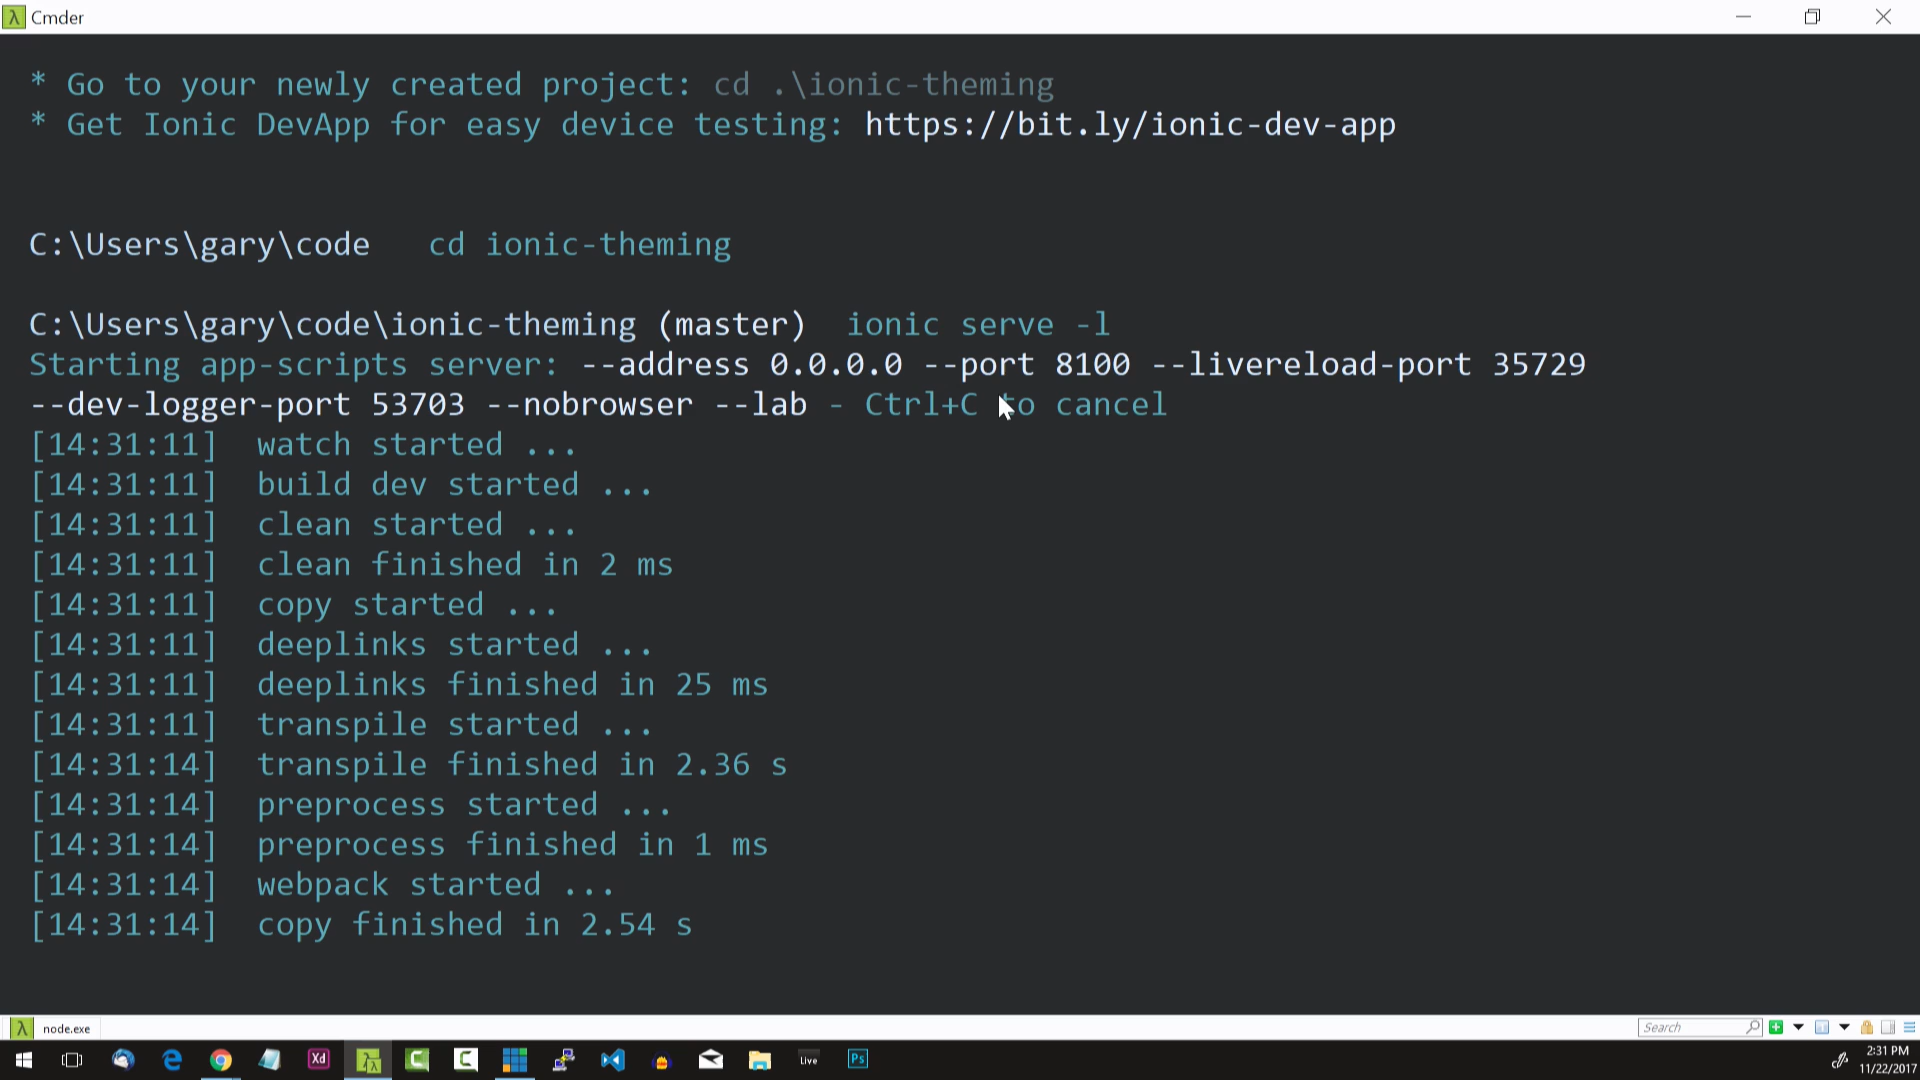 Cmder
* Go to your newly created project: cd .\ionic-theming
* Get Ionic DevApp for easy device testing: https://bit.ly/ionic-dev-app
C:\Users\gary\code   cd ionic-theming
C:\Users\gary\code\ionic-theming (master)  ionic serve -l
Starting app-scripts server: --address 0.0.0.0 --port 8100 --livereload-port 35729
--dev-logger-port 53703 --nobrowser --lab - Ctrl+C to cancel
[14:31:11]  watch started ...
[14:31:11]  build dev started ...
[14:31:11]  clean started ...
[14:31:11]  clean finished in 2 ms
[14:31:11]  copy started ...
[14:31:11]  deeplinks started ...
[14:31:11]  deeplinks finished in 25 ms
[14:31:11]  transpile started ...
[14:31:14]  transpile finished in 2.36 s
[14:31:14]  preprocess started ...
[14:31:14]  preprocess finished in 1 ms
[14:31:14]  webpack started ...
[14:31:14]  copy finished in 2.54 s
λ node.exe
Search
Xd
Live
Ps
2:31 PM
11/22/2017